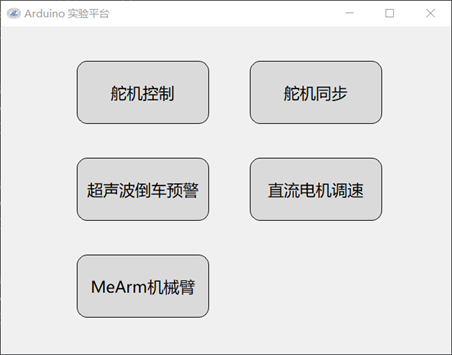 Arduino 实验平台
舵机控制
舵机同步
超声波倒车预警
直流电机调速
MeArm机械臂